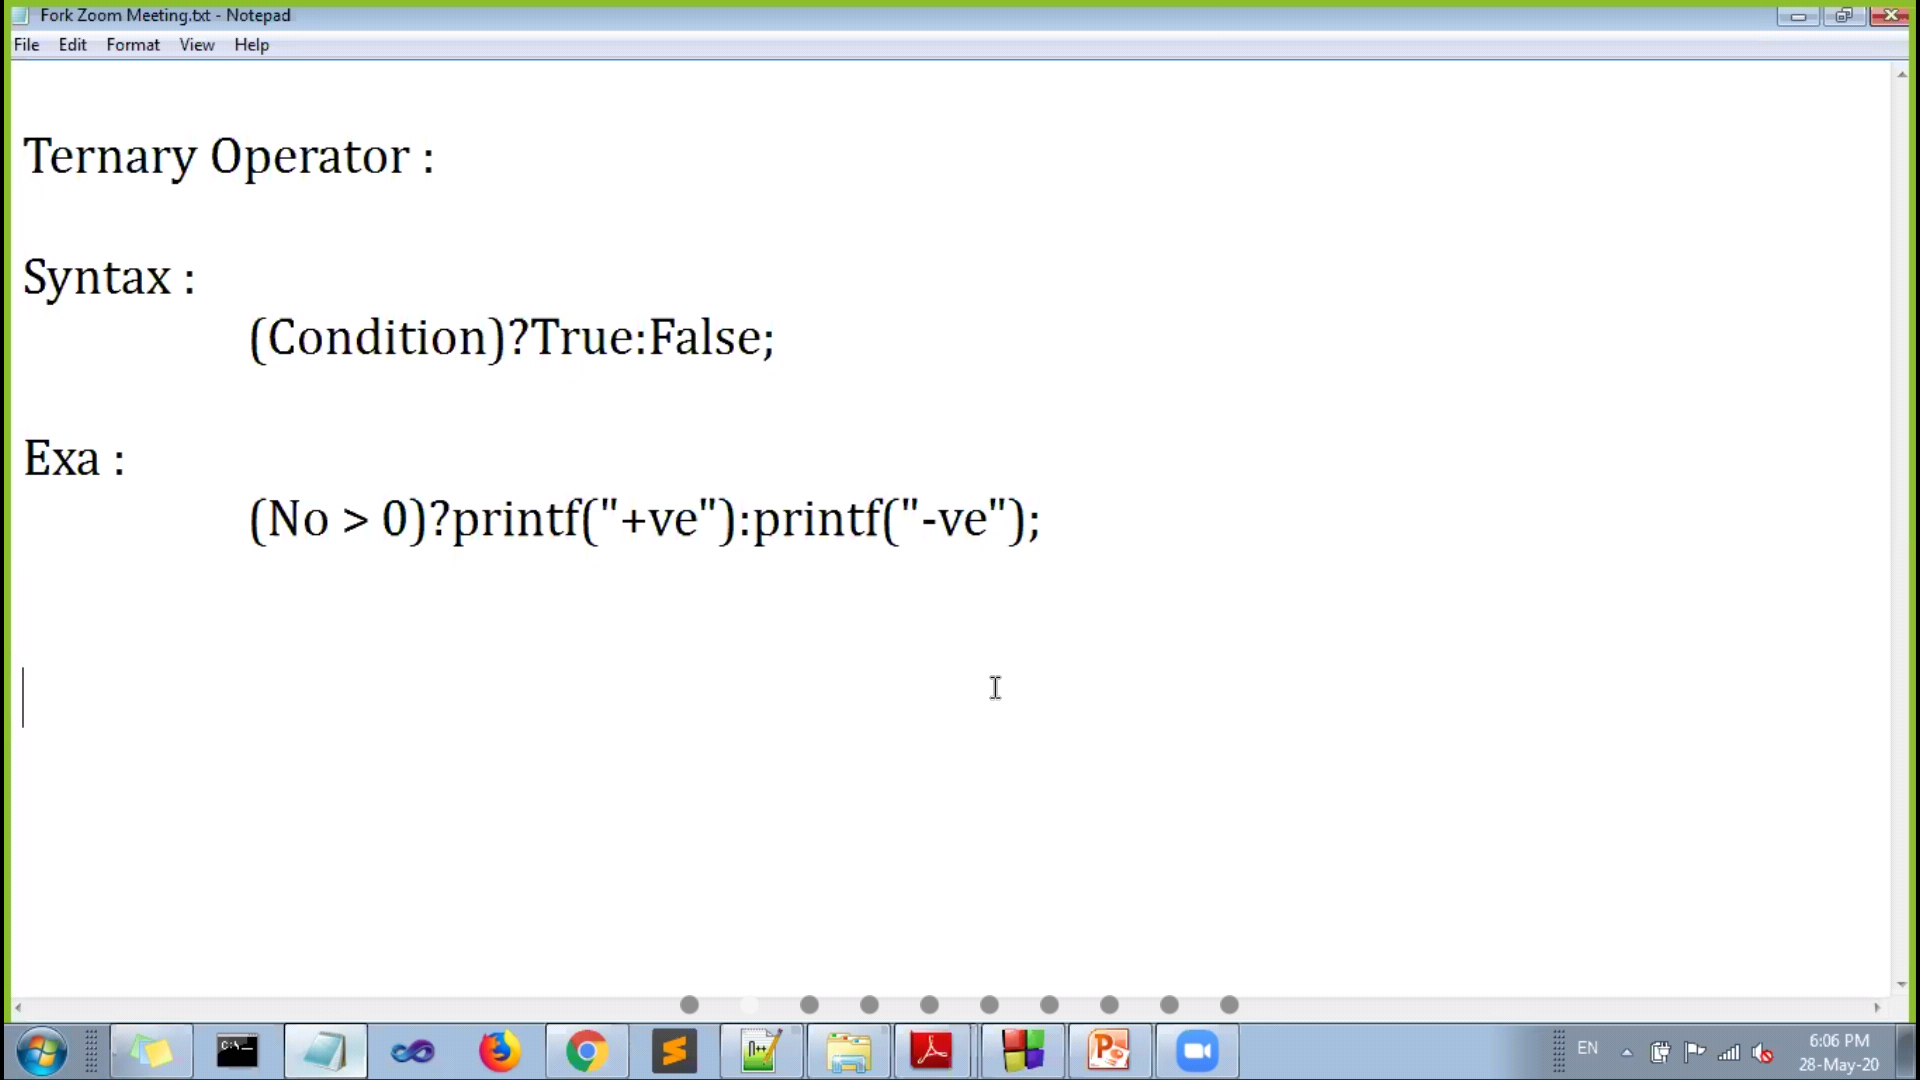 Fork Zoom Meeting.txt - Notepad
File Edit Format View Help
Ternary Operator :
Syntax :
(Condition)?True:False;
Exa :
(No > 0)?printf("+ve"):printf("-ve");
C:\_
EN
6:06 PM
28-May-20